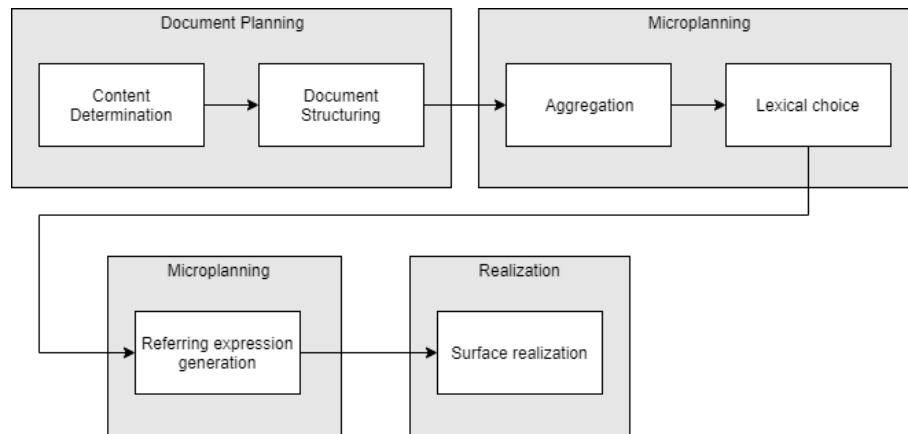 Document Planning
Microplanning
Content
Determination
Document
Structuring
Aggregation
Lexical choice
Microplanning
Realization
Referring expression
generation
Surface realization